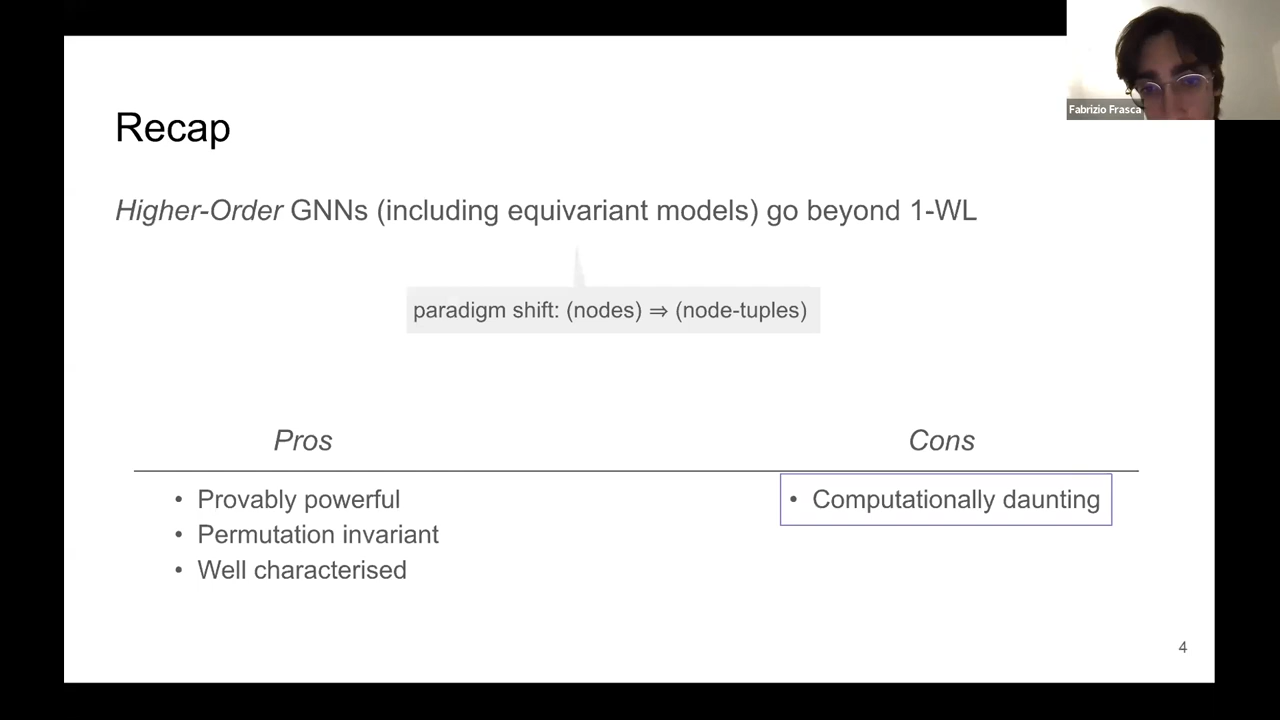 Fabrizio Frasca
Recap
Higher-Order GNNs (including equivariant models) go beyond 1-WL
paradigm shift: (nodes) ⇒ (node-tuples)
Pros
Cons
• Provably powerful
• Permutation invariant
• Well characterised
• Computationally daunting
4